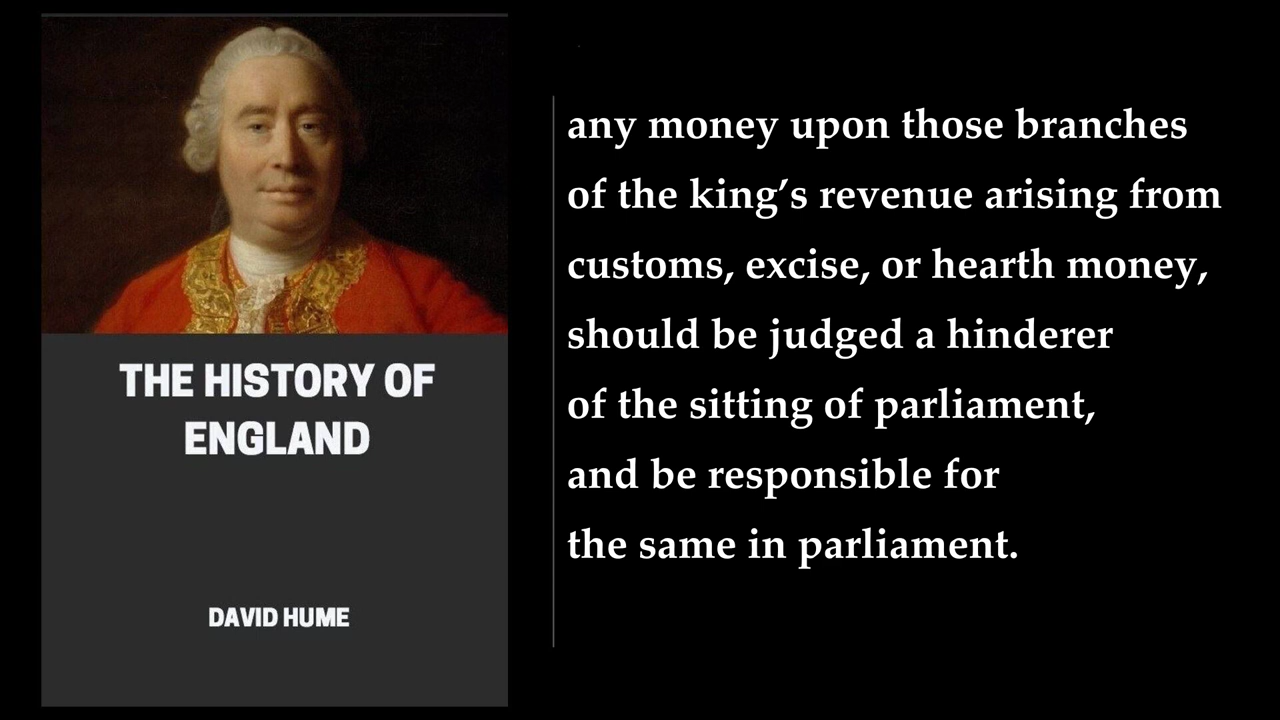 THE HISTORY OF
ENGLAND
DAVID HUME
any money upon those branches
of the king’s revenue arising from
customs, excise, or hearth money,
should be judged a hinderer
of the sitting of parliament,
and be responsible for
the same in parliament.